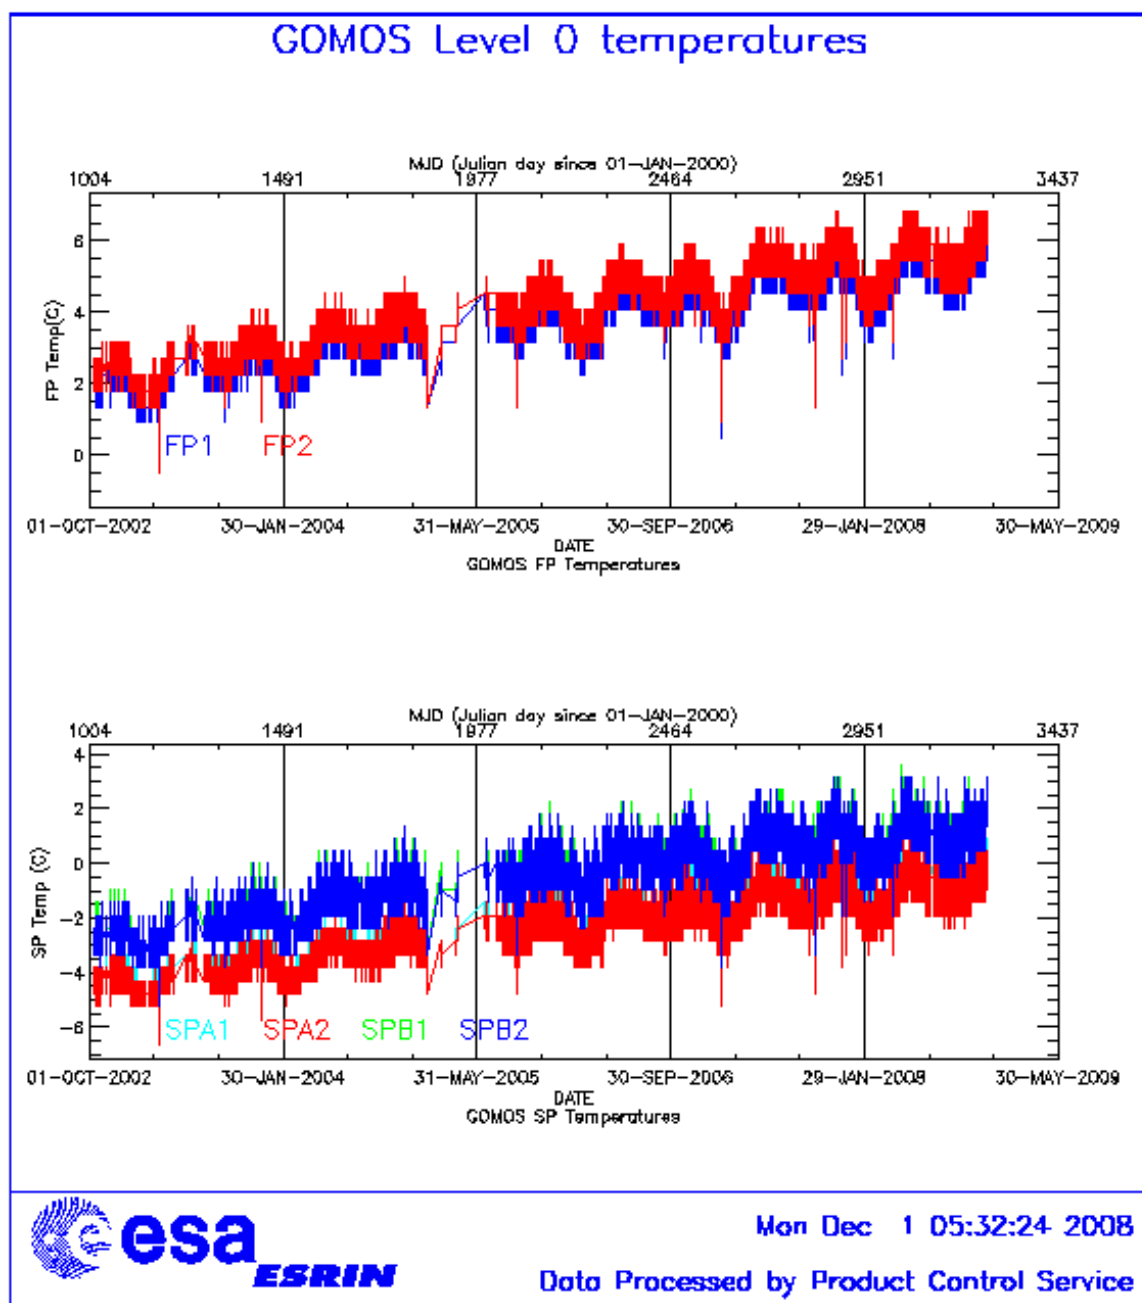 GOMOS Level 0 temperatures
MJD (Julian day since 01-JAN-2000)
1004 1491 1977 2464 2951 3437
6
4
2
0
FP Temp(C)
FP1 FP2
01-OCT-2002 30-JAN-2004 31-MAY-2005 30-SEP-2006 29-JAN-2008 30-MAY-2009
DATE
GOMOS FP Temperatures
MJD (Julian day since 01-JAN-2000)
1004 1491 1977 2464 2951 3437
4
2
0
-2
-4
-6
SP Temp (C)
SPA1 SPA2 SPB1 SPB2
01-OCT-2002 30-JAN-2004 31-MAY-2005 30-SEP-2006 29-JAN-2008 30-MAY-2009
DATE
GOMOS SP Temperatures
esa
ESRIN
Mon Dec 1 05:32:24 2008
Data Processed by Product Control Service